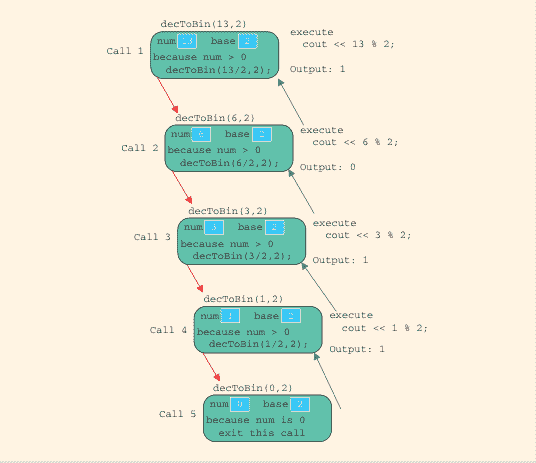 decToBin(13,2)
Call 1
num 13 base 2
because num > 0
decToBin(13/2,2);
execute
cout << 13 % 2;
Output: 1
decToBin(6,2)
Call 2
num 6 base 2
because num > 0
decToBin(6/2,2);
execute
cout << 6 % 2;
Output: 0
decToBin(3,2)
Call 3
num 3 base 2
because num > 0
decToBin(3/2,2);
execute
cout << 3 % 2;
Output: 1
decToBin(1,2)
Call 4
num 1 base 2
because num > 0
decToBin(1/2,2);
execute
cout << 1 % 2;
Output: 1
decToBin(0,2)
Call 5
num 0 base 2
because num is 0
exit this call